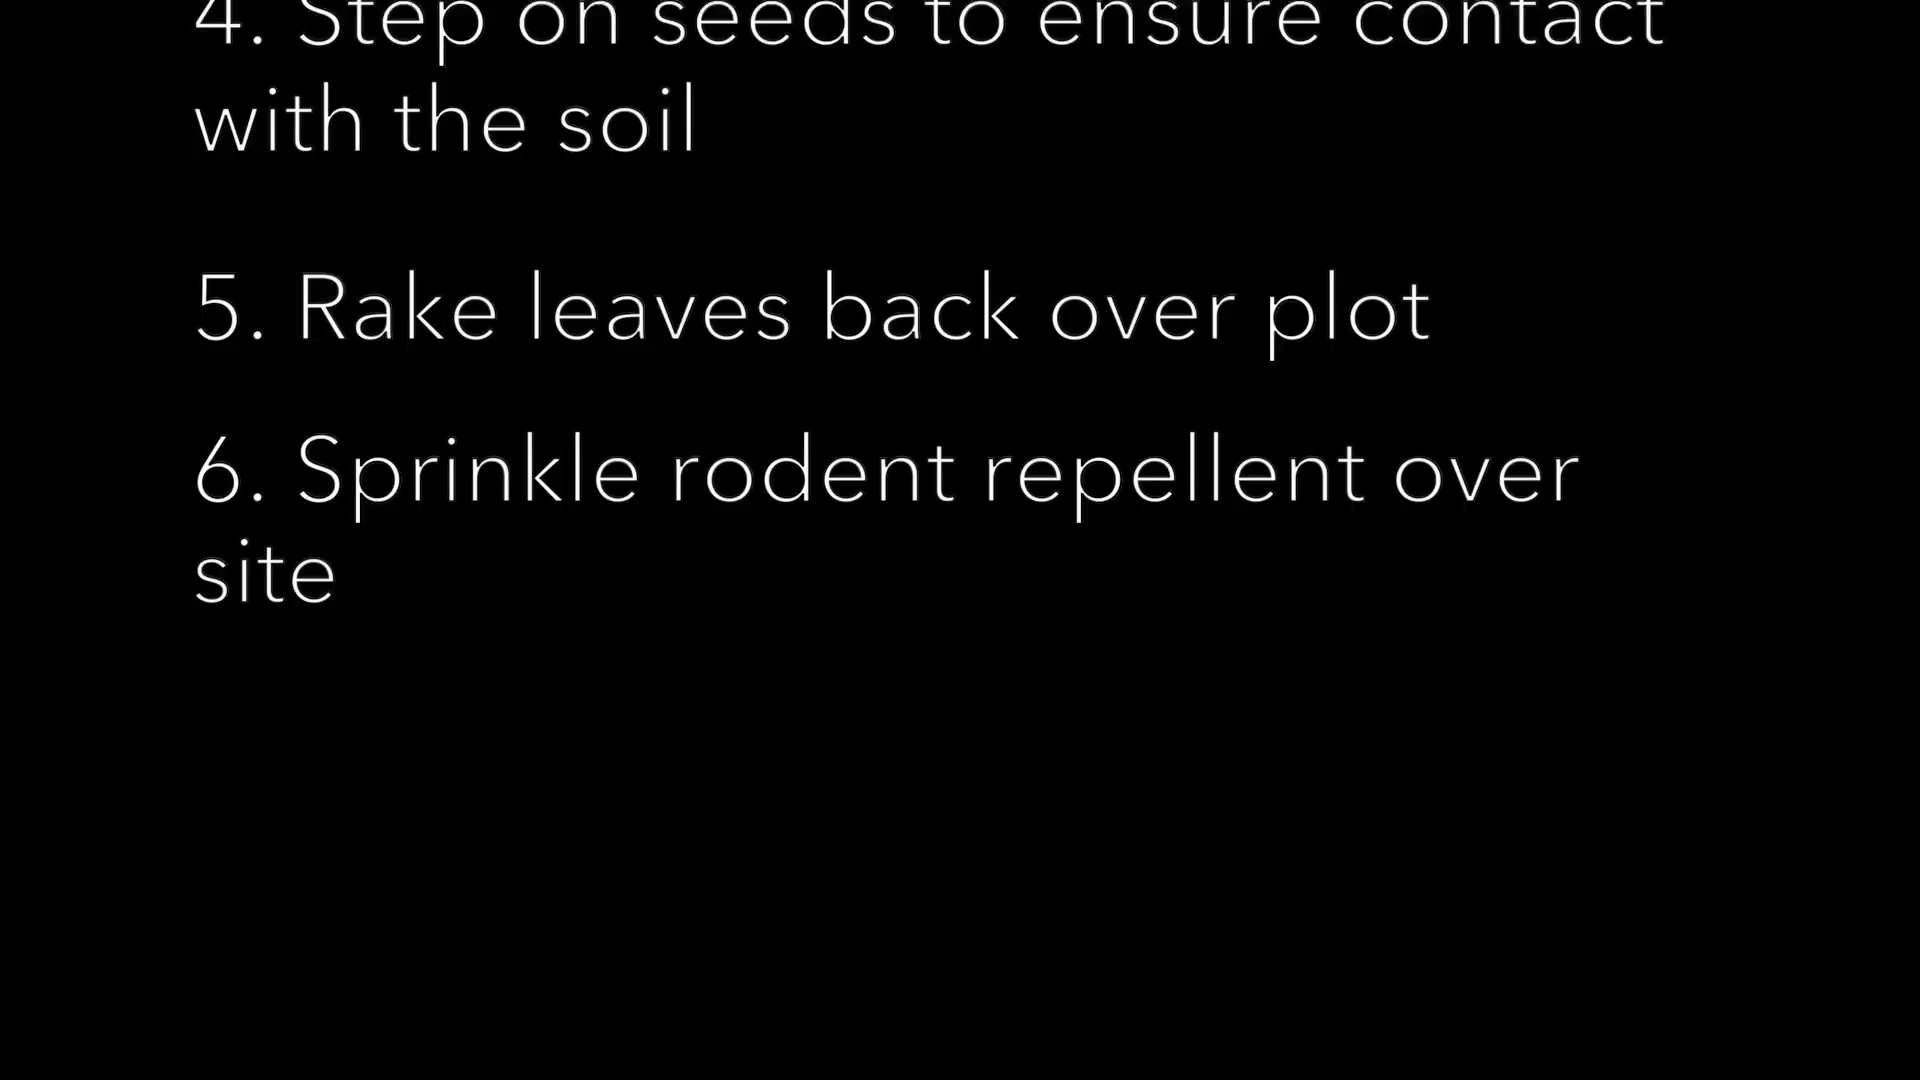 4. Step on seeds to ensure contact
with the soil
5. Rake leaves back over plot
6. Sprinkle rodent repellent over
site